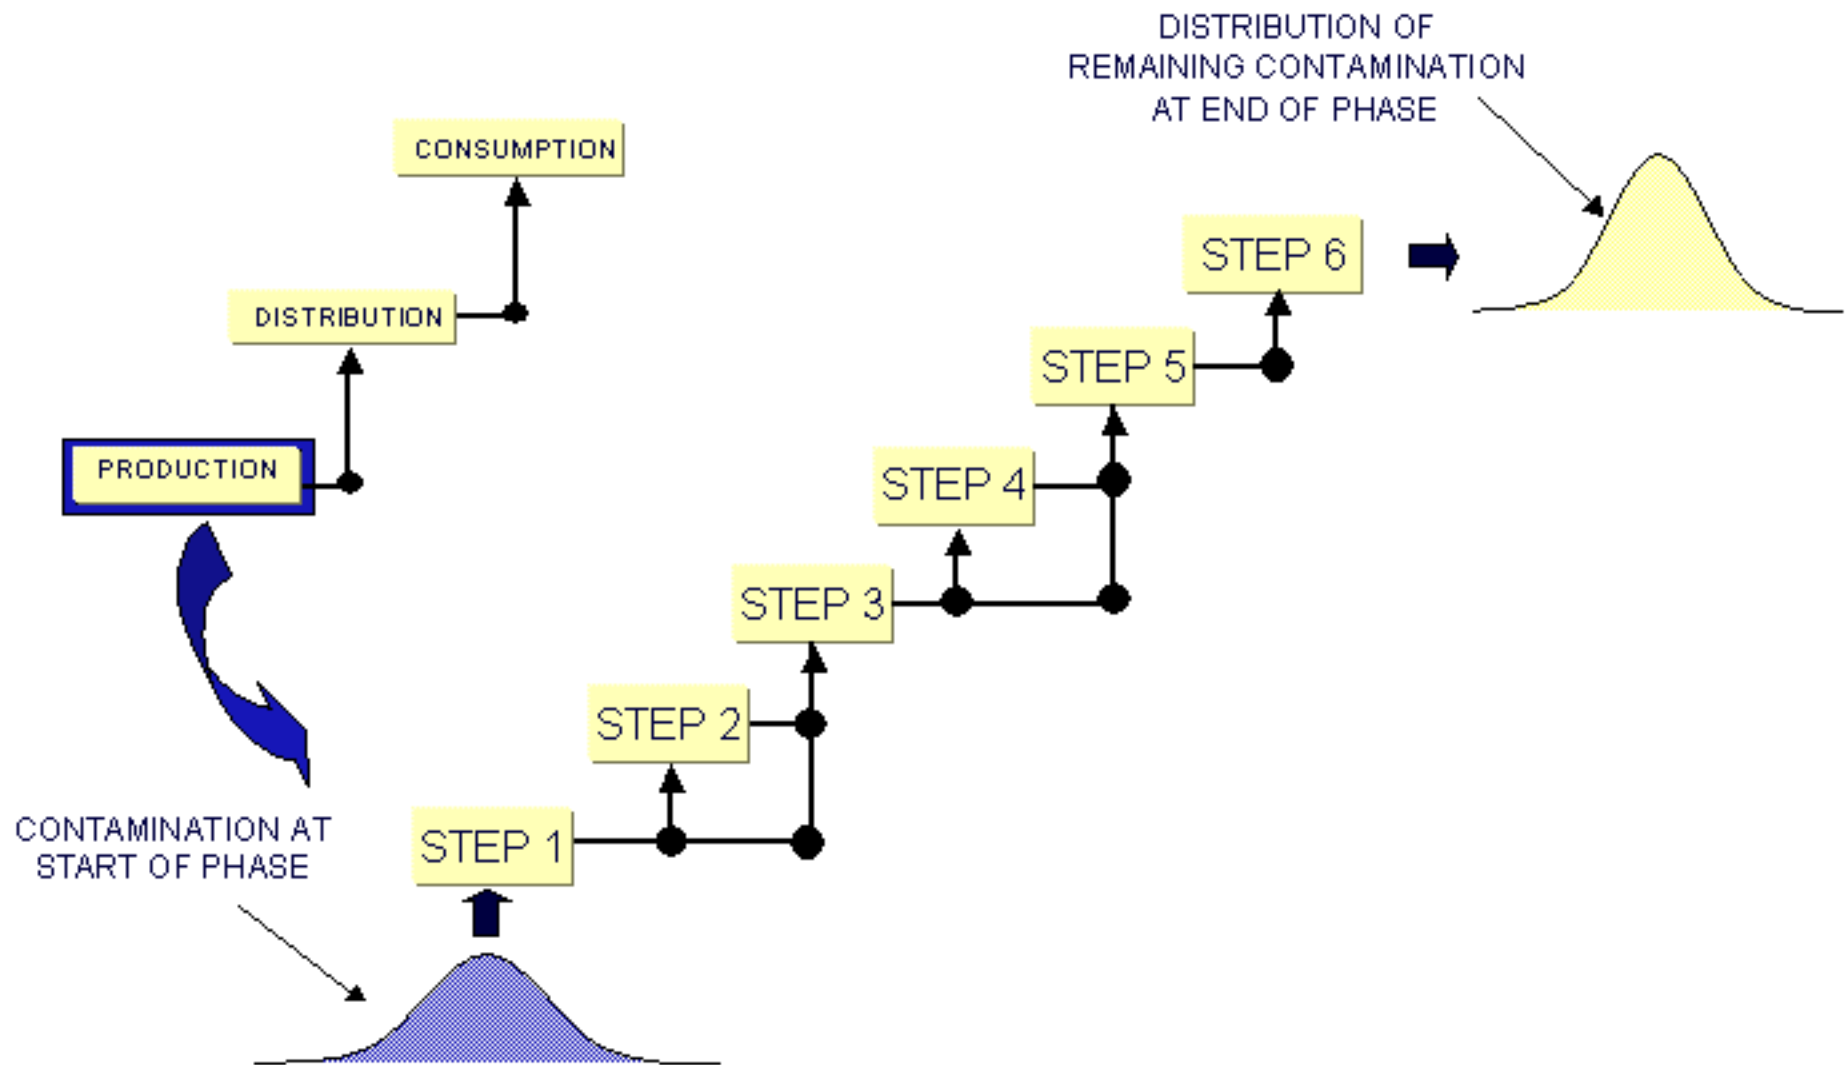 DISTRIBUTION OF
REMAINING CONTAMINATION
AT END OF PHASE
CONSUMPTION
DISTRIBUTION
PRODUCTION
STEP 6
STEP 5
STEP 4
STEP 3
STEP 2
STEP 1
CONTAMINATION AT
START OF PHASE